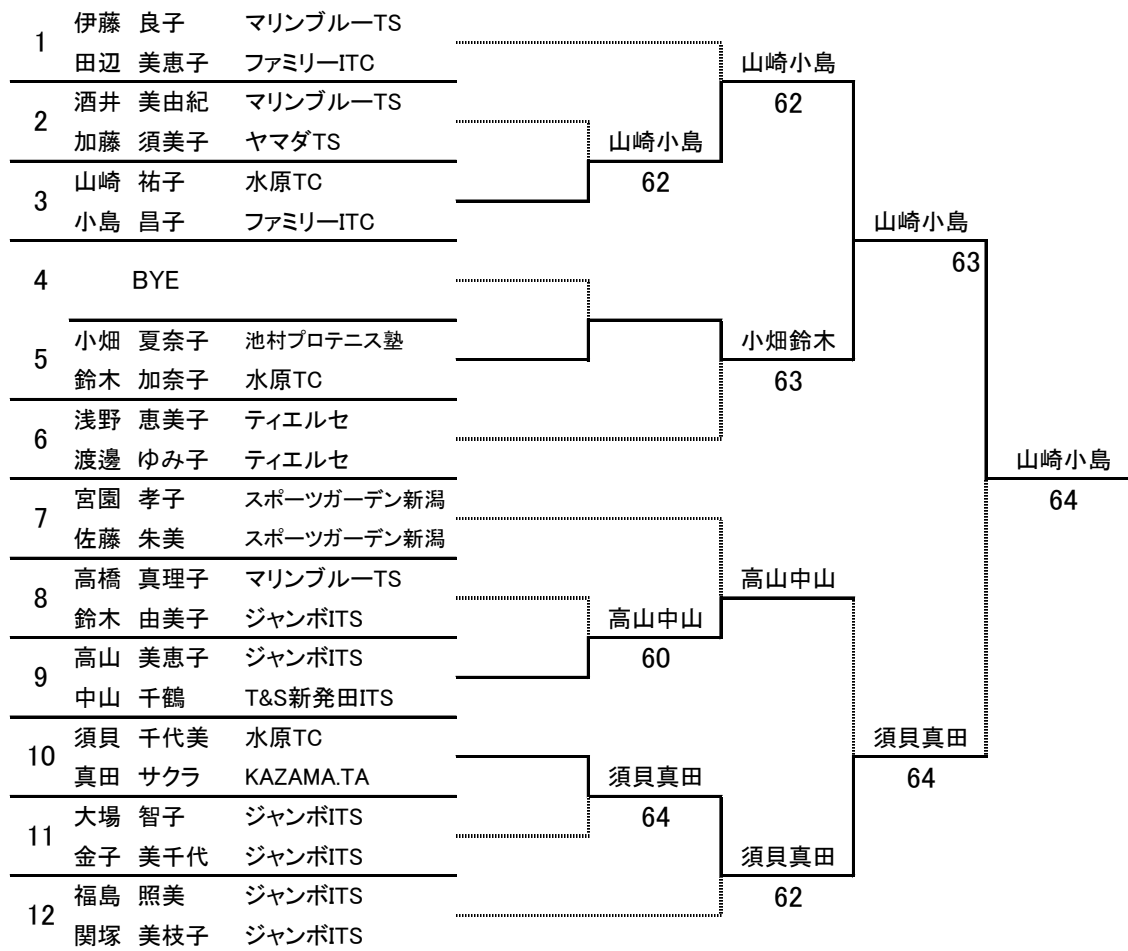 1
伊藤 良子 マリンブルーTS
田辺 美恵子 ファミリーITC
2
酒井 美由紀 マリンブルーTS
加藤 須美子 ヤマダTS
3
山崎 祐子 水原TC
小島 昌子 ファミリーITC
4 BYE
5
小畑 夏奈子 池村プロテニス塾
鈴木 加奈子 水原TC
6
浅野 恵美子 ティエルセ
渡邊 ゆみ子 ティエルセ
7
宮園 孝子 スポーツガーデン新潟
佐藤 朱美 スポーツガーデン新潟
8
高橋 真理子 マリンブルーTS
鈴木 由美子 ジャンボITS
9
高山 美恵子 ジャンボITS
中山 千鶴 T&S新発田ITS
10
須貝 千代美 水原TC
真田 サクラ KAZAMA.TA
11
大場 智子 ジャンボITS
金子 美千代 ジャンボITS
12
福島 照美 ジャンボITS
関塚 美枝子 ジャンボITS
山崎小島
62
高山中山
60
須貝真田
64
山崎小島
62
小畑鈴木
63
高山中山
須貝真田
62
山崎小島
63
須貝真田
64
山崎小島
64